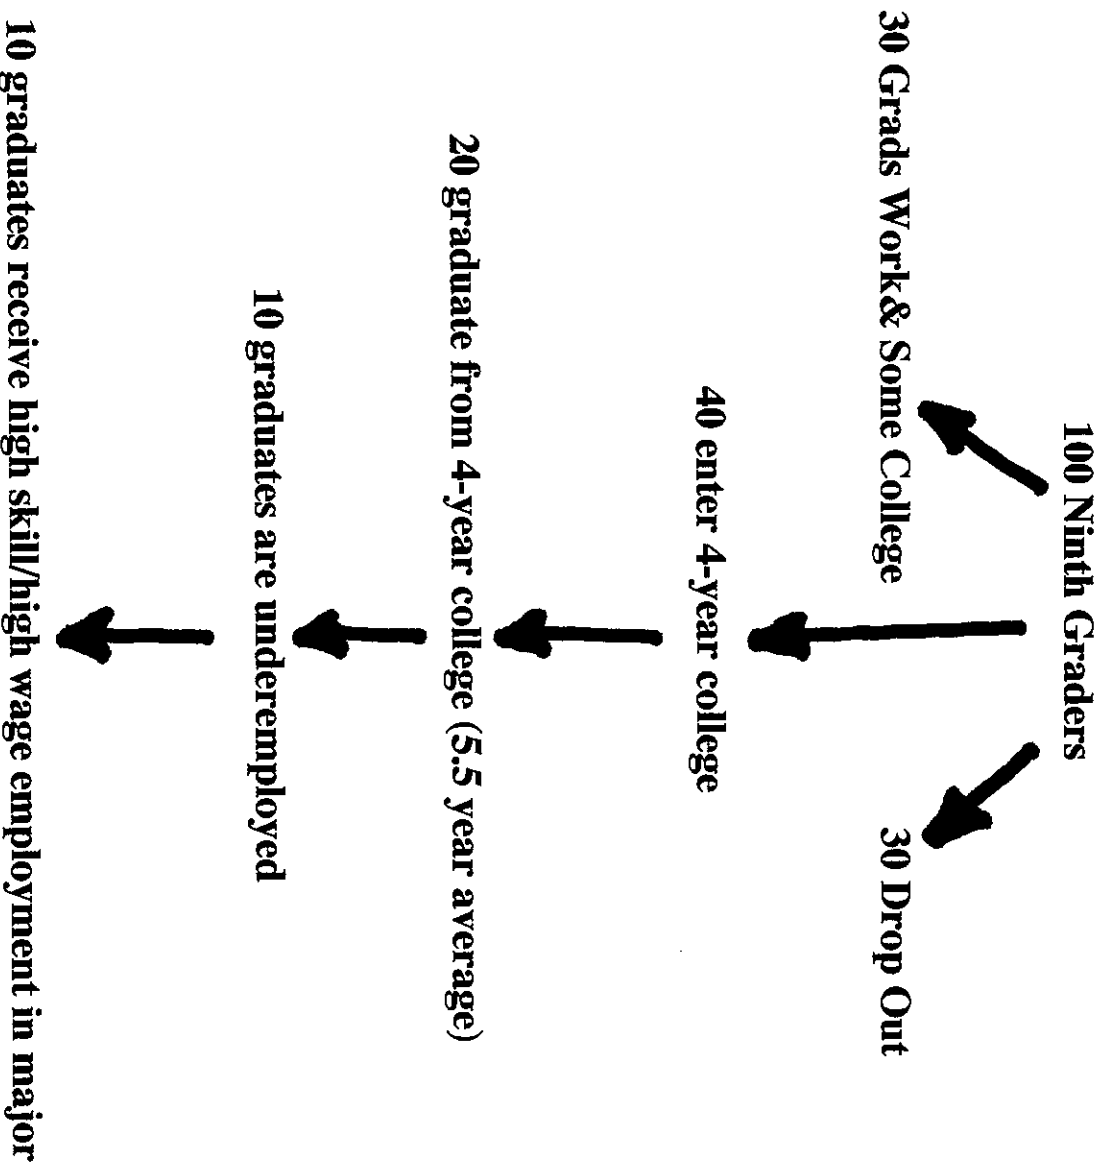 100 Ninth Graders
30 Grads Work& Some College
30 Drop Out
40 enter 4-year college
20 graduate from 4-year college (5.5 year average)
10 graduates are underemployed
10 graduates receive high skill/high wage employment in major